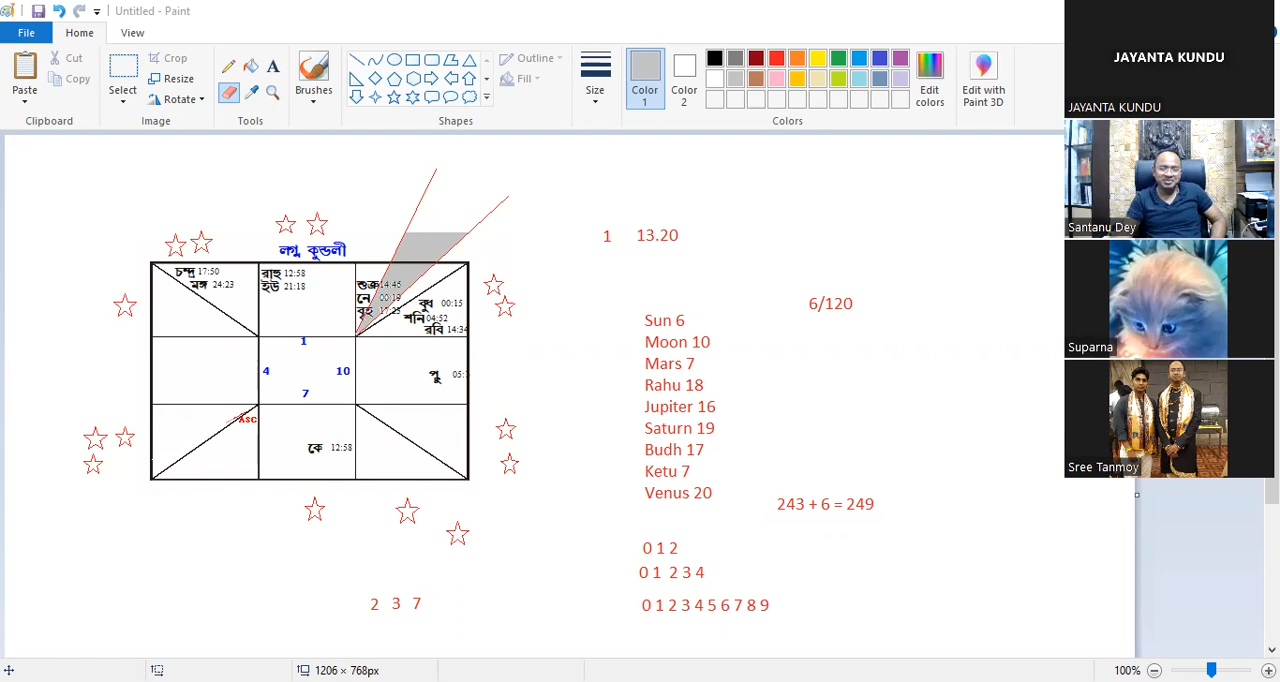 Untitled - Paint
File Home View
Paste
Cut
Copy
Clipboard
Select
Crop
Resize
Rotate
Image
Tools
Brushes
Shapes
Outline
Fill
Size
Color 1
Color 2
Colors
Edit colors
Edit with Paint 3D
JAYANTA KUNDU
JAYANTA KUNDU
Santanu Dey
Suparna
Sree Tanmoy
লগ্ন কুন্ডলী
চন্দ্র 17:50
মঙ্গ 24:23
রাহু 12:58
ইউ 21:18
শুক্র 14:45
নে 00:19
বৃহ 17:25
বুধ 00:15
শনি 04:52
রবি 14:34
1
4 10
7
পু 05:
Asc
কে 12:58
2 3 7
1 13.20
6/120
Sun 6
Moon 10
Mars 7
Rahu 18
Jupiter 16
Saturn 19
Budh 17
Ketu 7
Venus 20
243 + 6 = 249
0 1 2
0 1 2 3 4
0 1 2 3 4 5 6 7 8 9
1206 × 768px
100%